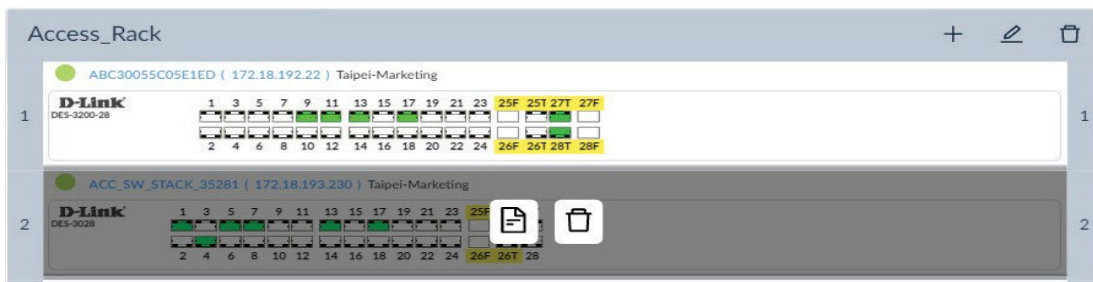 Access_Rack
ABC30055C05E1ED ( 172.18.192.22 ) Taipei-Marketing
1
D-Link
DES-3200-28
1 3 5 7 9 11 13 15 17 19 21 23 25F 25T 27T 27F
2 4 6 8 10 12 14 16 18 20 22 24 26F 26T 28T 28F
1
ACC_SW_STACK_35281 ( 172.18.193.230 ) Taipei-Marketing
2
D-Link
DES-3028
1 3 5 7 9 11 13 15 17 19 21 23 25F
2 4 6 8 10 12 14 16 18 20 22 24 26F 26T 28
2